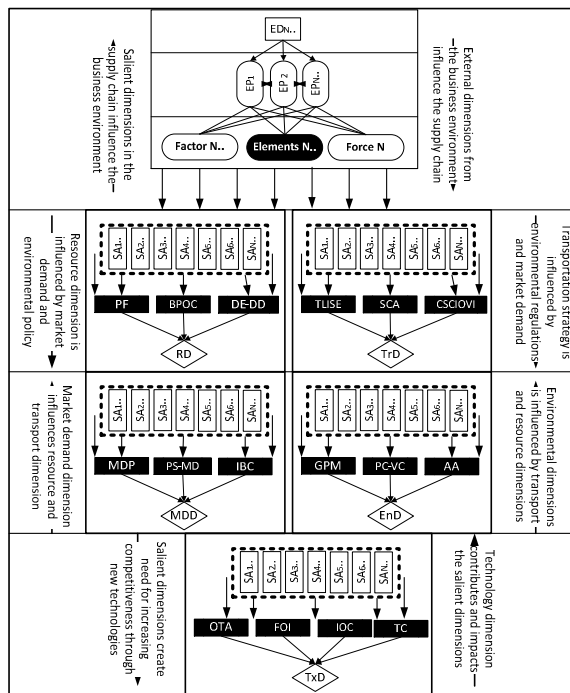 Salient dimensions in the
supply chain influence the
business environment
EDN..
EP1
EP 2
EPN..
Factor N..
Elements N..
Force N
External dimensions from
the business environment
influence the supply chain
Resource dimension is
influenced by market
demand and
environmental policy
SA1..
SA2..
SA3..
SA4..
SA5..
SA6..
SAN..
PF
BPOC
DE-DD
RD
SA1..
SA2..
SA3..
SA4..
SA5..
SA6..
SAN..
TLISE
SCA
CSCIOVI
TrD
Transportation strategy is
influenced by
environmental regulations
and market demand
Market demand dimension
influences resource and
transport dimension
SA1..
SA2..
SA3..
SA4..
SA5..
SA6..
SAN..
MDP
PS-MD
IBC
MDD
SA1..
SA2..
SA3..
SA4..
SA5..
SA6..
SAN..
GPM
PC-VC
AA
EnD
Environmental dimensions
is influenced by transport
and resource dimensions
Salient dimensions create
need for increasing
competitiveness through
new technologies
SA1..
SA2..
SA3..
SA4..
SA5..
SA6..
SAN..
OTA
FOI
IOC
TC
TxD
Technology dimension
contributes and impacts
the salient dimensions